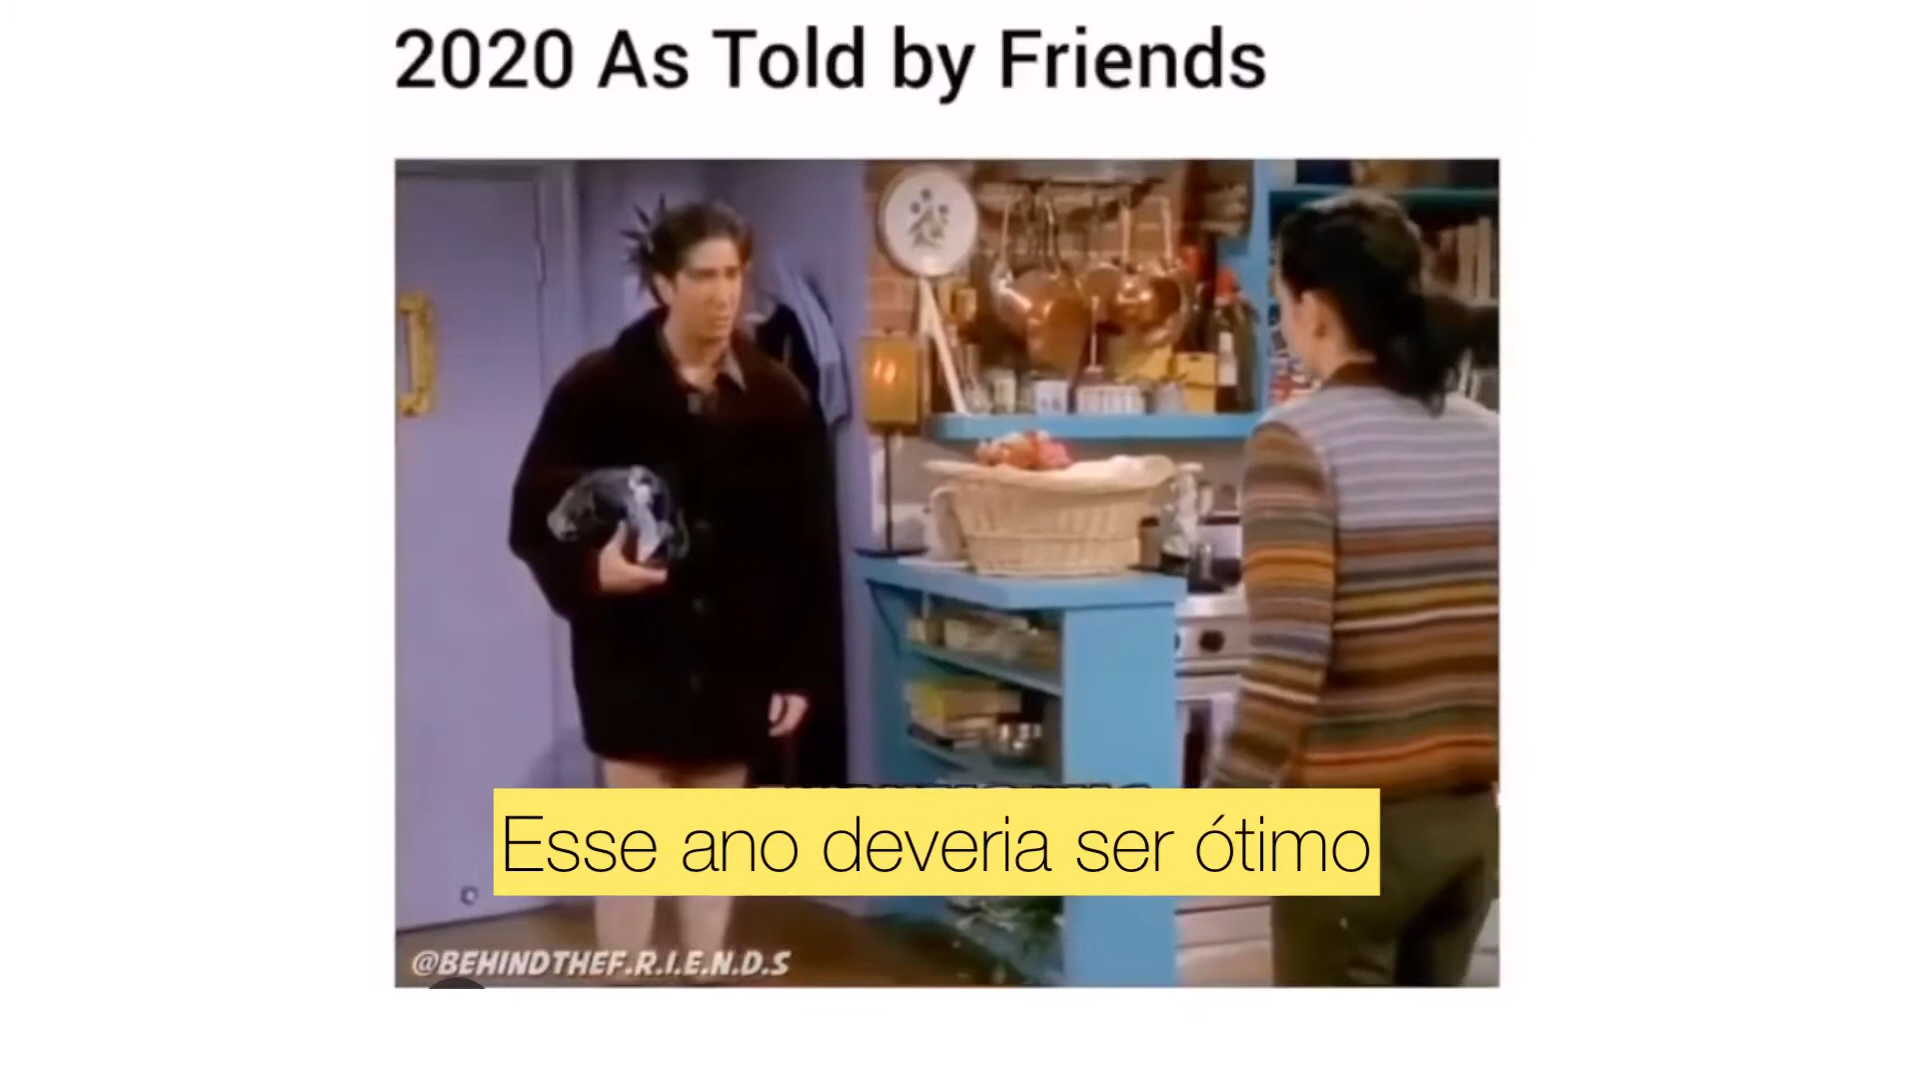 2020 As Told by Friends
Esse ano deveria ser ótimo
@BEHINDTHEF.R.I.E.N.D.S